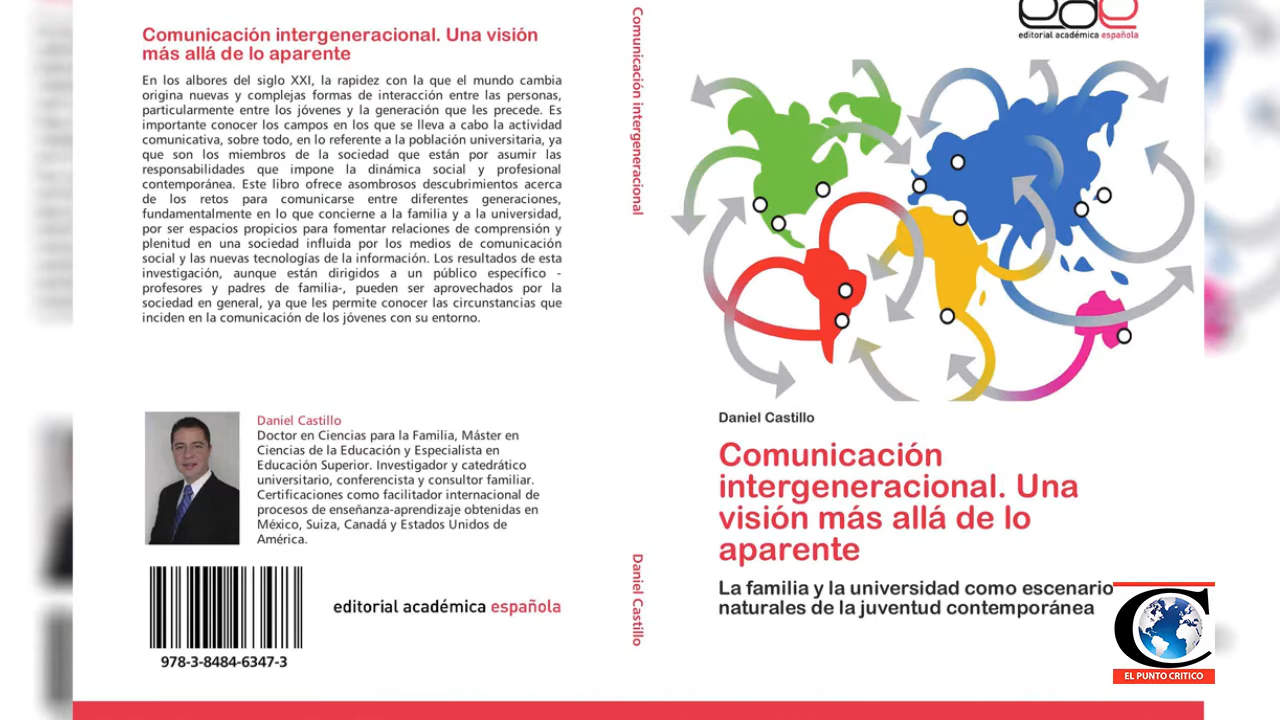 Comunicación intergeneracional. Una visión
más allá de lo aparente
En los albores del siglo XXI, la rapidez con la que el mundo cambia
origina nuevas y complejas formas de interacción entre las personas,
particularmente entre los jóvenes y la generación que les precede. Es
importante conocer los campos en los que se lleva a cabo la actividad
comunicativa, sobre todo, en lo referente a la población universitaria, ya
que son los miembros de la sociedad que están por asumir las
responsabilidades que impone la dinámica social y profesional
contemporánea. Este libro ofrece asombrosos descubrimientos acerca
de los retos para comunicarse entre diferentes generaciones,
fundamentalmente en lo que concierne a la familia y a la universidad,
por ser espacios propicios para fomentar relaciones de comprensión y
plenitud en una sociedad influida por los medios de comunicación
social y las nuevas tecnologías de la información. Los resultados de esta
investigación, aunque están dirigidos a un público específico -
profesores y padres de familia-, pueden ser aprovechados por la
sociedad en general, ya que les permite conocer las circunstancias que
inciden en la comunicación de los jóvenes con su entorno.
Daniel Castillo
Doctor en Ciencias para la Familia, Máster en
Ciencias de la Educación y Especialista en
Educación Superior. Investigador y catedrático
universitario, conferencista y consultor familiar.
Certificaciones como facilitador internacional de
procesos de enseñanza-aprendizaje obtenidas en
México, Suiza, Canadá y Estados Unidos de
América.
editorial académica española
978-3-8484-6347-3
Comunicación intergeneracional
Daniel Castillo
eae
editorial académica española
Daniel Castillo
Comunicación
intergeneracional. Una
visión más allá de lo
aparente
La familia y la universidad como escenario
naturales de la juventud contemporánea
C
EL PUNTO CRITICO